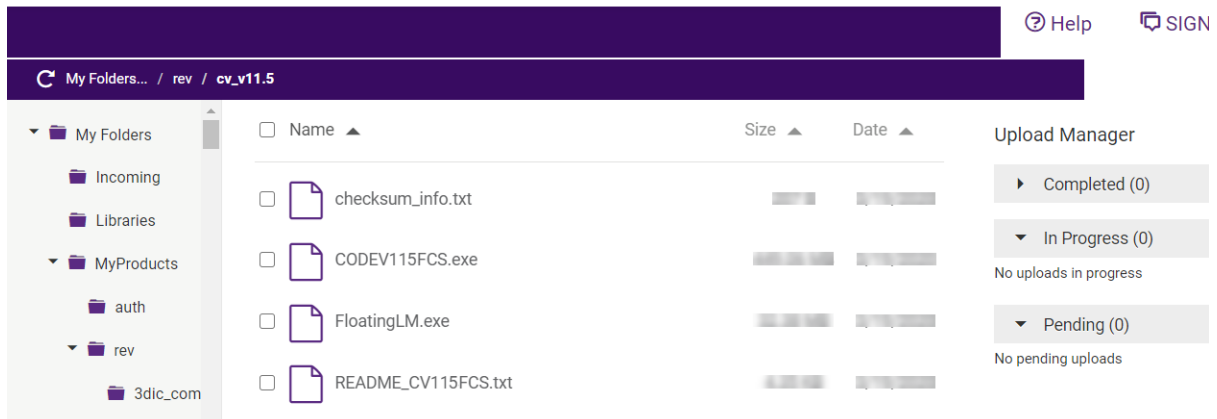 Help SIGN
My Folders... / rev / cv_v11.5
My Folders
Incoming
Libraries
MyProducts
auth
rev
3dic_com
Name Size Date
checksum_info.txt
CODEV115FCS.exe
FloatingLM.exe
README_CV115FCS.txt
Upload Manager
Completed (0)
In Progress (0)
No uploads in progress
Pending (0)
No pending uploads